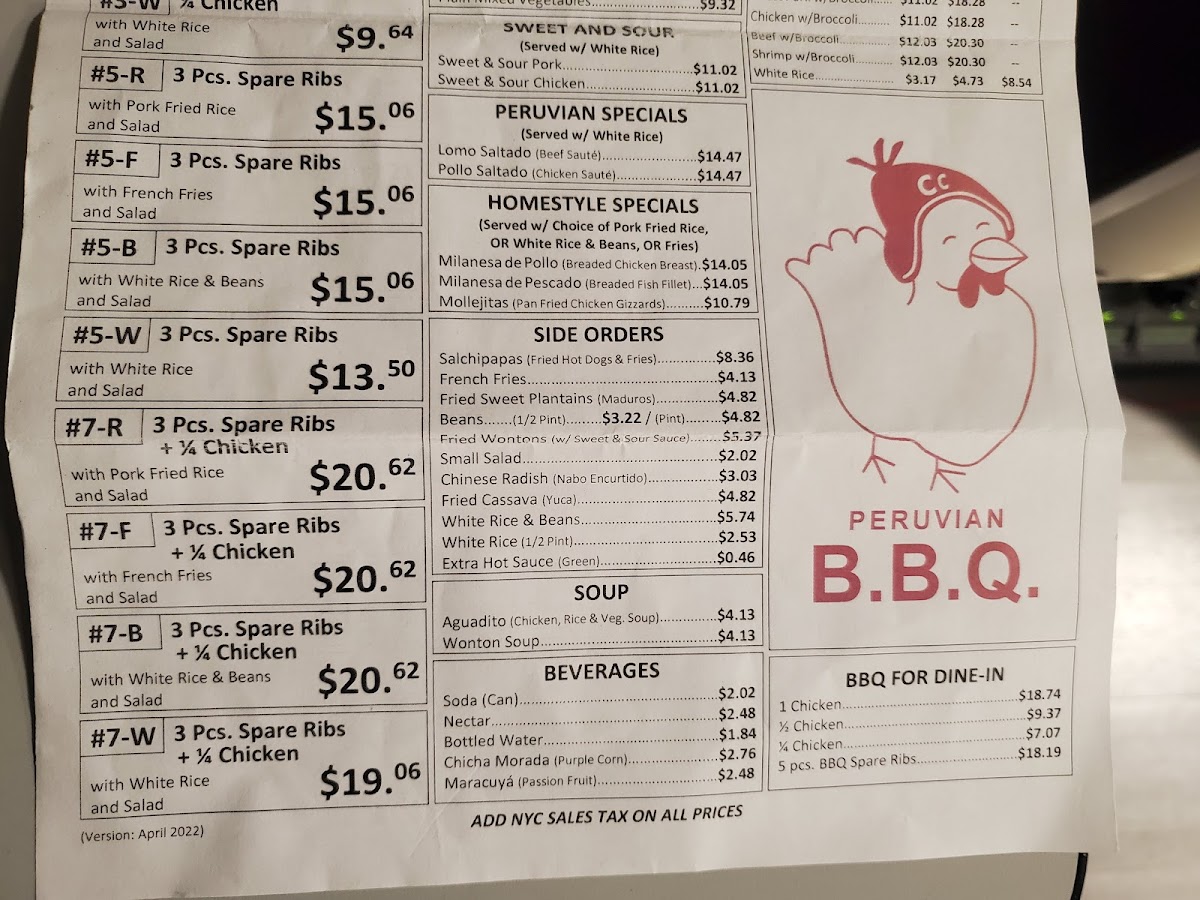 #3-W ¼ Chicken
with White Rice
and Salad $9.64
#5-R 3 Pcs. Spare Ribs
with Pork Fried Rice
and Salad $15.06
#5-F 3 Pcs. Spare Ribs
with French Fries
and Salad $15.06
#5-B 3 Pcs. Spare Ribs
with White Rice & Beans
and Salad $15.06
#5-W 3 Pcs. Spare Ribs
with White Rice
and Salad $13.50
#7-R 3 Pcs. Spare Ribs
+ ¼ Chicken
with Pork Fried Rice
and Salad $20.62
#7-F 3 Pcs. Spare Ribs
+ ¼ Chicken
with French Fries
and Salad $20.62
#7-B 3 Pcs. Spare Ribs
+ ¼ Chicken
with White Rice & Beans
and Salad $20.62
#7-W 3 Pcs. Spare Ribs
+ ¼ Chicken
with White Rice
and Salad $19.06
(Version: April 2022)
Plain Mixed Vegetables......$9.32
SWEET AND SOUR
(Served w/ White Rice)
Sweet & Sour Pork......$11.02
Sweet & Sour Chicken......$11.02
PERUVIAN SPECIALS
(Served w/ White Rice)
Lomo Saltado (Beef Sauté)......$14.47
Pollo Saltado (Chicken Sauté)......$14.47
HOMESTYLE SPECIALS
(Served w/ Choice of Pork Fried Rice,
OR White Rice & Beans, OR Fries)
Milanesa de Pollo (Breaded Chicken Breast).$14.05
Milanesa de Pescado (Breaded Fish Fillet)...$14.05
Mollejitas (Pan Fried Chicken Gizzards)......$10.79
SIDE ORDERS
Salchipapas (Fried Hot Dogs & Fries)......$8.36
French Fries......$4.13
Fried Sweet Plantains (Maduros)......$4.82
Beans......(1/2 Pint)......$3.22 / (Pint)......$4.82
Fried Wontons (w/ Sweet & Sour Sauce)......$5.37
Small Salad......$2.02
Chinese Radish (Nabo Encurtido)......$3.03
Fried Cassava (Yuca)......$4.82
White Rice & Beans......$5.74
White Rice (1/2 Pint)......$2.53
Extra Hot Sauce (Green)......$0.46
SOUP
Aguadito (Chicken, Rice & Veg. Soup)......$4.13
Wonton Soup......$4.13
BEVERAGES
Soda (Can)......$2.02
Nectar......$2.48
Bottled Water......$1.84
Chicha Morada (Purple Corn)......$2.76
Maracuyá (Passion Fruit)......$2.48
ADD NYC SALES TAX ON ALL PRICES
$11.02 $18.28 --
Chicken w/Broccoli......$11.02 $18.28 --
Beef w/Broccoli......$12.03 $20.30 --
Shrimp w/Broccoli......$12.03 $20.30 --
White Rice......$3.17 $4.73 $8.54
CC
PERUVIAN
B.B.Q.
BBQ FOR DINE-IN
1 Chicken......$18.74
½ Chicken......$9.37
¼ Chicken......$7.07
5 pcs. BBQ Spare Ribs......$18.19